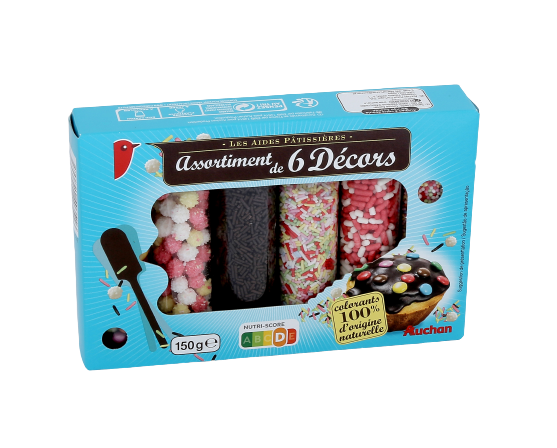 - LES AIDES PÂTISSIÈRES -
Assortiment de 6 Décors
colorants
100%
d'origine
naturelle
NUTRI-SCORE
A B C D E
150g e
Auchan